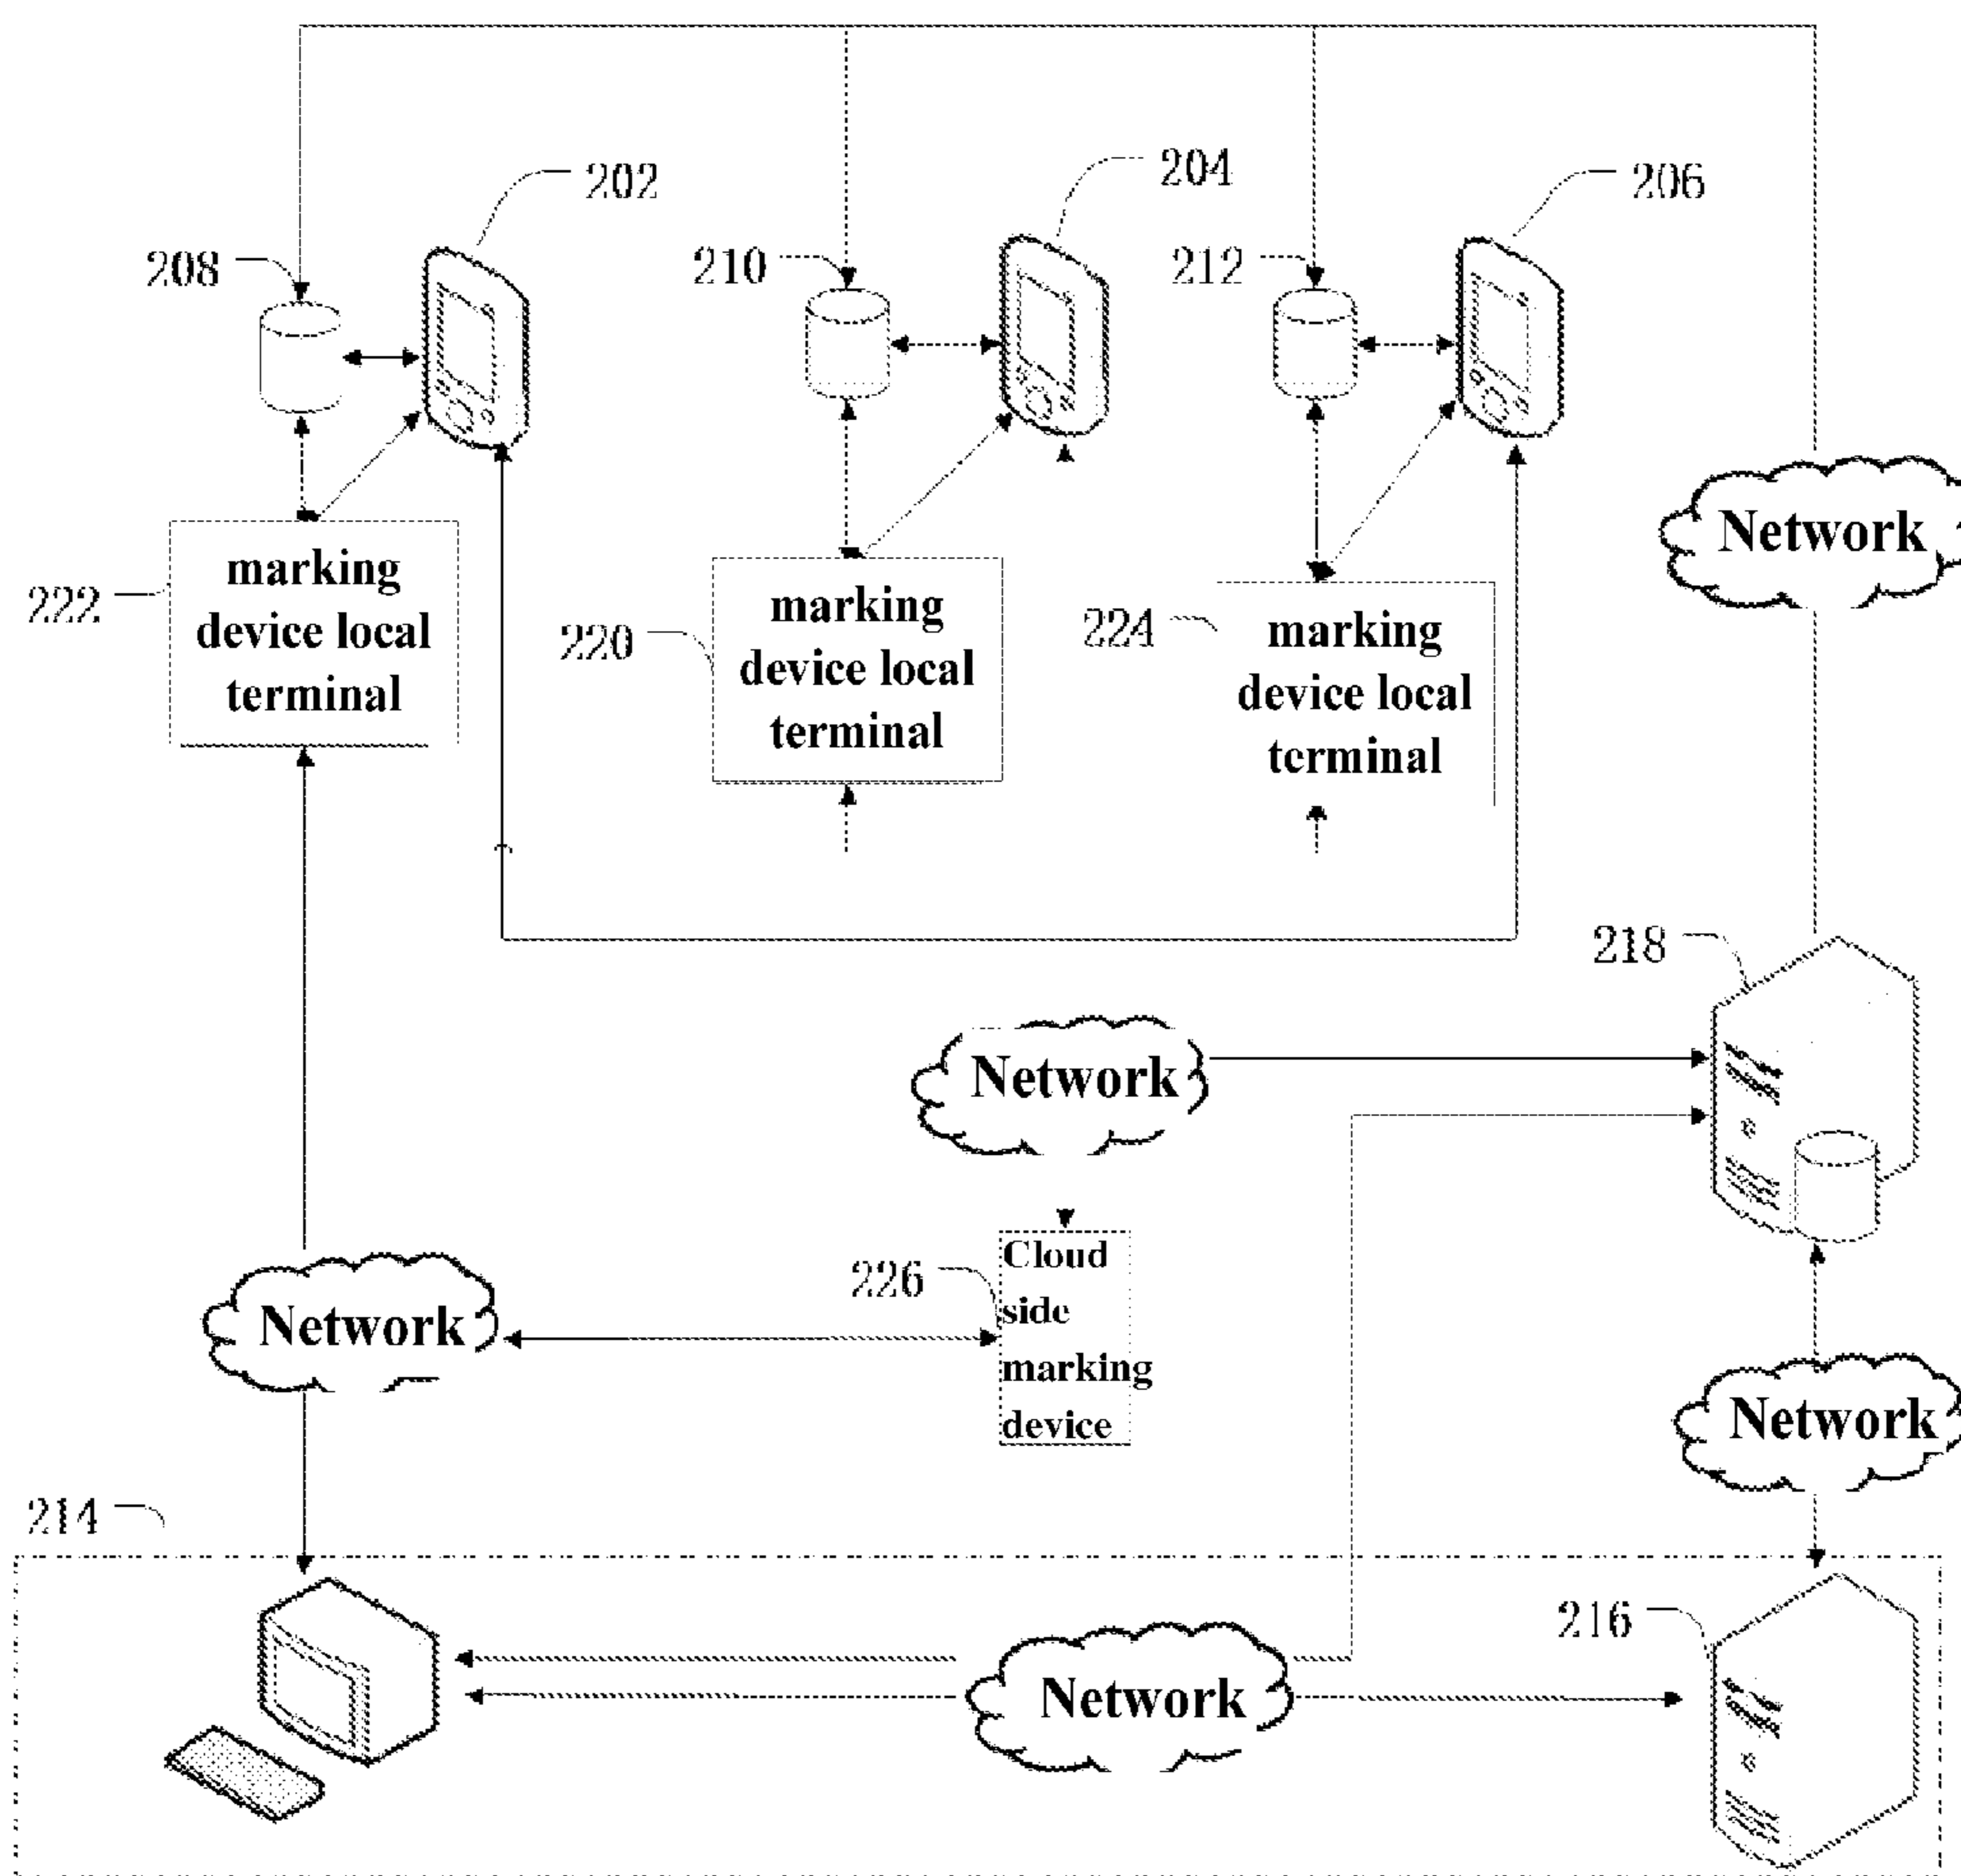 202
204
206
208
210
212
Network
marking
device local
terminal
222
marking
device local
terminal
220
marking
device local
terminal
224
218
Network
Cloud
side
marking
device
226
Network
Network
214
216
Network